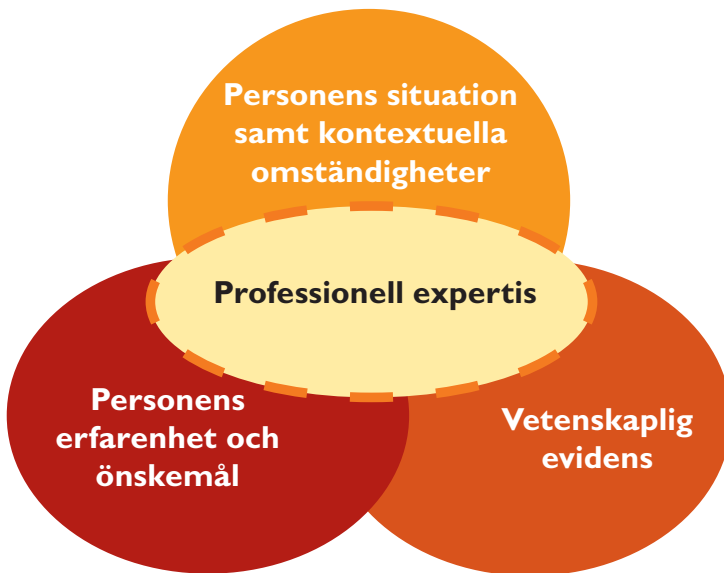 Personens situation
samt kontextuella
omständigheter
Professionell expertis
Personens
erfarenhet och
önskemål
Vetenskaplig
evidens